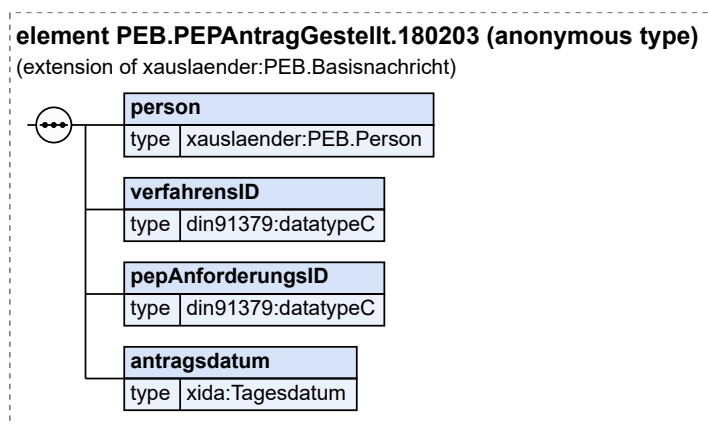 element PEB.PEPAntragGestellt.180203 (anonymous type)
(extension of xauslaender:PEB.Basisnachricht)
person
type xauslaender:PEB.Person
verfahrensID
type din91379:datatypeC
pepAnforderungsID
type din91379:datatypeC
antragsdatum
type xida:Tagesdatum